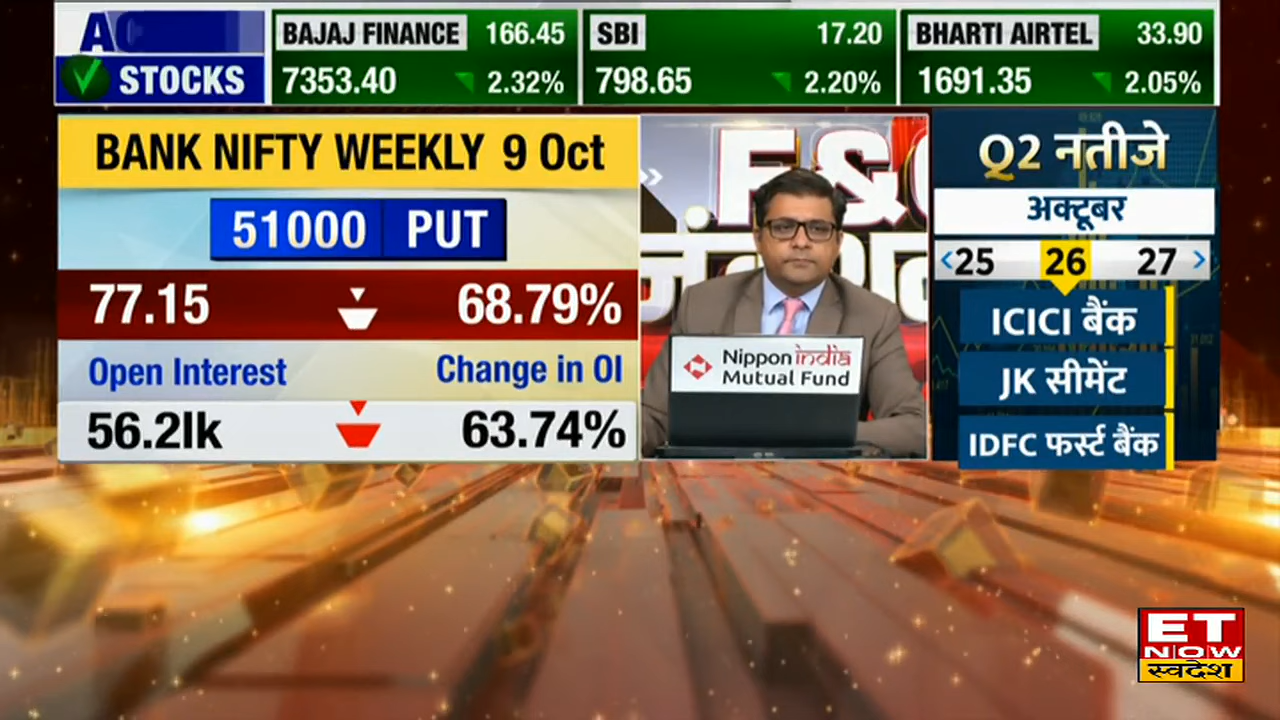 STOCKS
BAJAJ FINANCE 166.45
7353.40 2.32%
SBI 17.20
798.65 2.20%
BHARTI AIRTEL 33.90
1691.35 2.05%
BANK NIFTY WEEKLY 9 Oct
51000 PUT
77.15 68.79%
Open Interest Change in OI
56.2lk 63.74%
F&
Nippon india
Mutual Fund
Q2 नतीजे
अक्टूबर
25 26 27
ICICI बैंक
JK सीमेंट
IDFC फर्स्ट बैंक
ET
NOW
स्वदेश